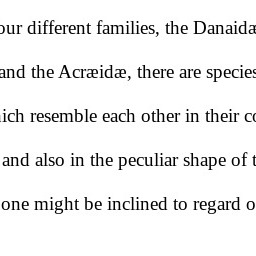 our different families, the Danaidæ
and the Acræidæ, there are species
ich resemble each other in their
and also in the peculiar shape of
one might be inclined to regard